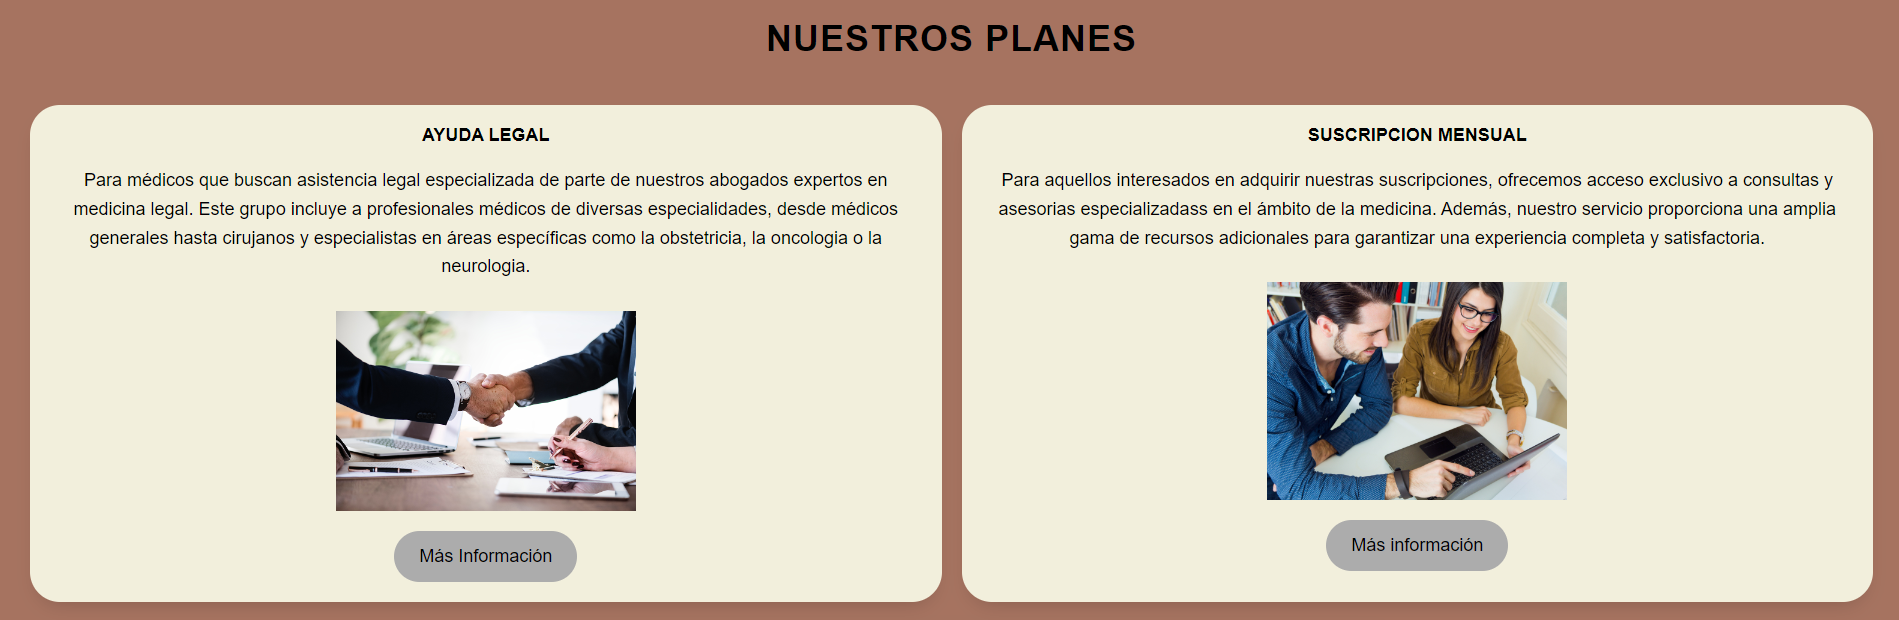 NUESTROS PLANES
AYUDA LEGAL
Para médicos que buscan asistencia legal especializada de parte de nuestros abogados expertos en
medicina legal. Este grupo incluye a profesionales médicos de diversas especialidades, desde médicos
generales hasta cirujanos y especialistas en áreas específicas como la obstetricia, la oncologia o la
neurologia.
Más Información
SUSCRIPCION MENSUAL
Para aquellos interesados en adquirir nuestras suscripciones, ofrecemos acceso exclusivo a consultas y
asesorias especializadass en el ámbito de la medicina. Además, nuestro servicio proporciona una amplia
gama de recursos adicionales para garantizar una experiencia completa y satisfactoria.
Más información